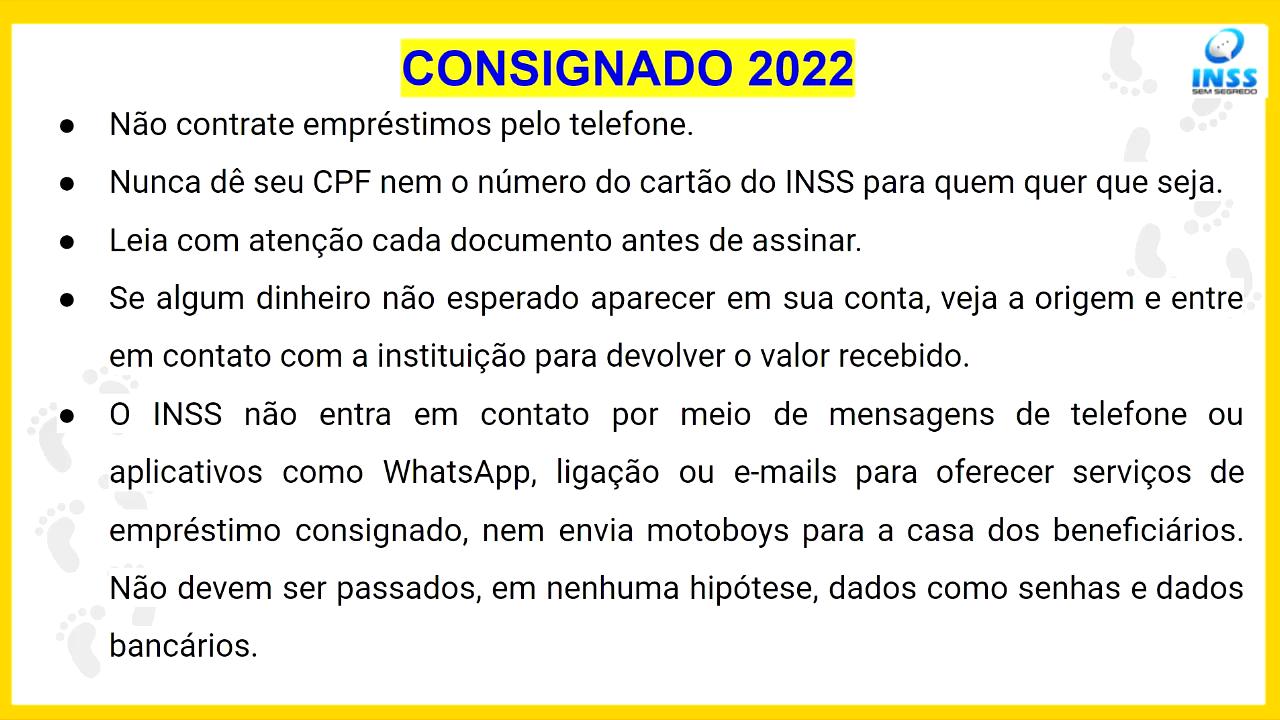 CONSIGNADO 2022
INSS
SEM SEGREDO
● Não contrate empréstimos pelo telefone.
● Nunca dê seu CPF nem o número do cartão do INSS para quem quer que seja.
● Leia com atenção cada documento antes de assinar.
● Se algum dinheiro não esperado aparecer em sua conta, veja a origem e entre
em contato com a instituição para devolver o valor recebido.
● O INSS não entra em contato por meio de mensagens de telefone ou
aplicativos como WhatsApp, ligação ou e-mails para oferecer serviços de
empréstimo consignado, nem envia motoboys para a casa dos beneficiários.
Não devem ser passados, em nenhuma hipótese, dados como senhas e dados
bancários.